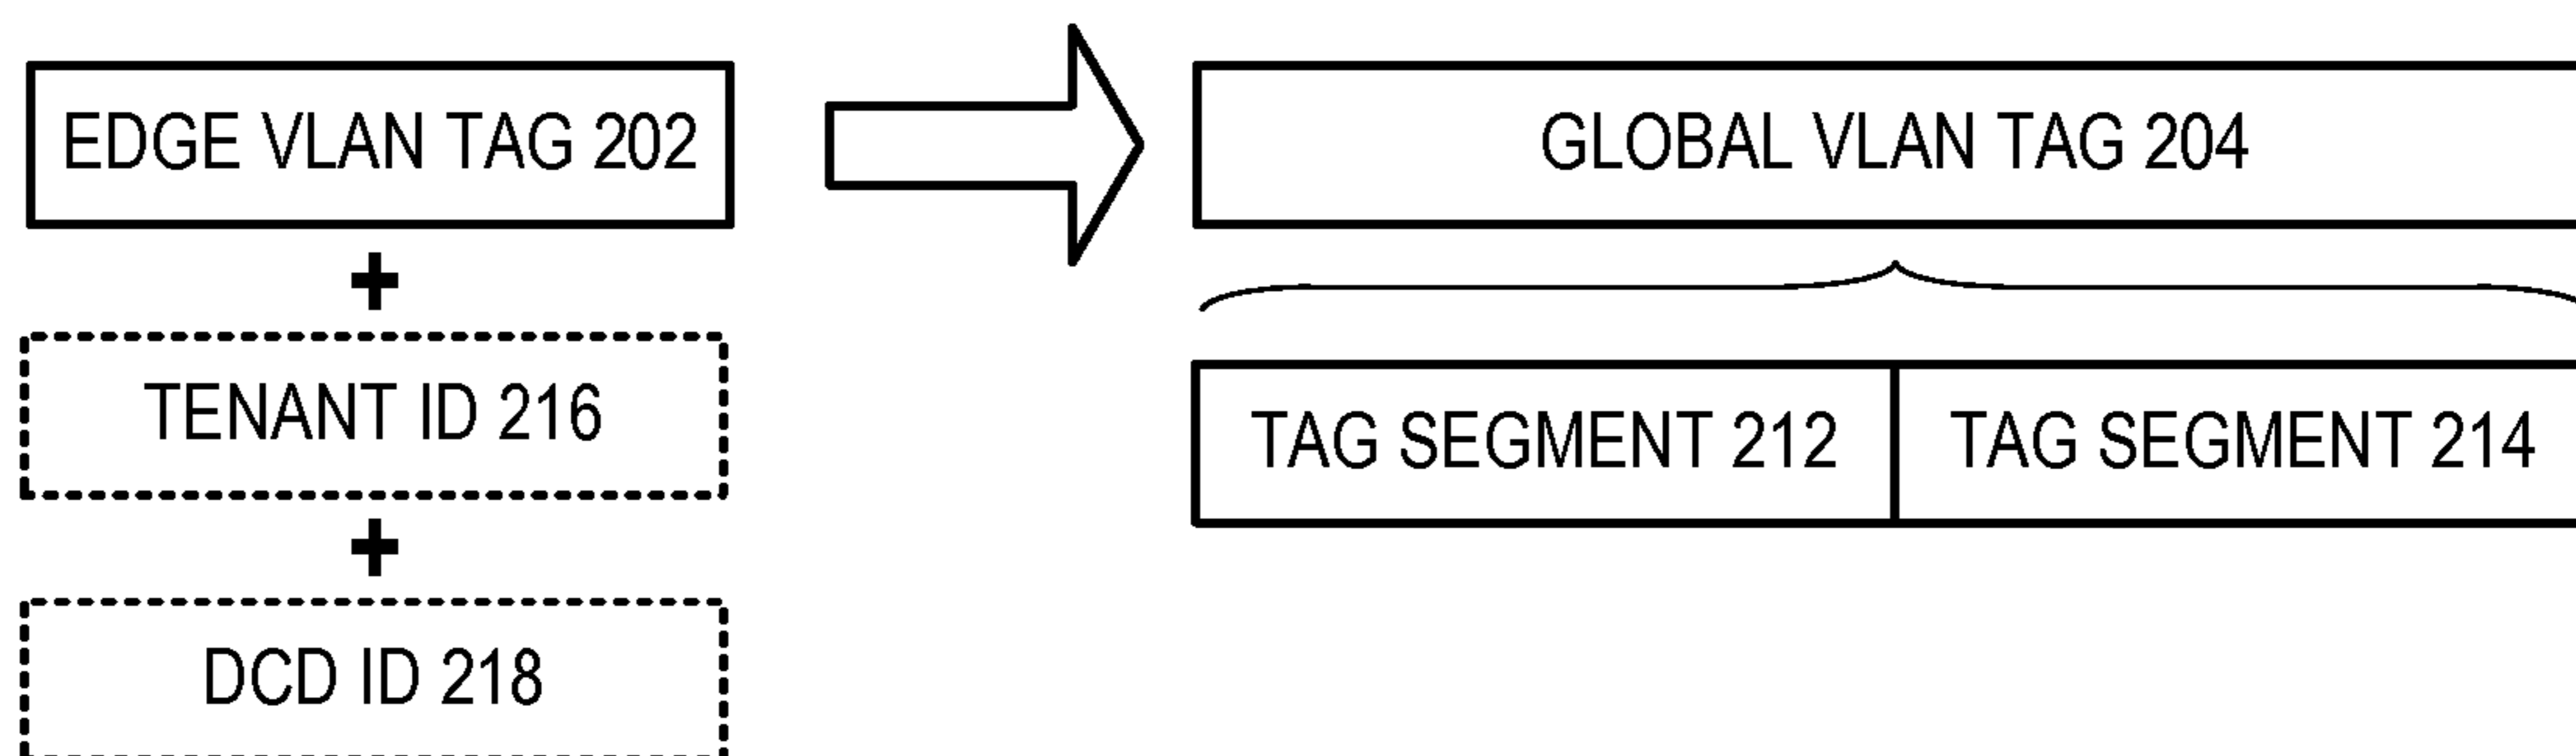 EDGE VLAN TAG 202
+
TENANT ID 216
+
DCD ID 218
GLOBAL VLAN TAG 204
TAG SEGMENT 212
TAG SEGMENT 214